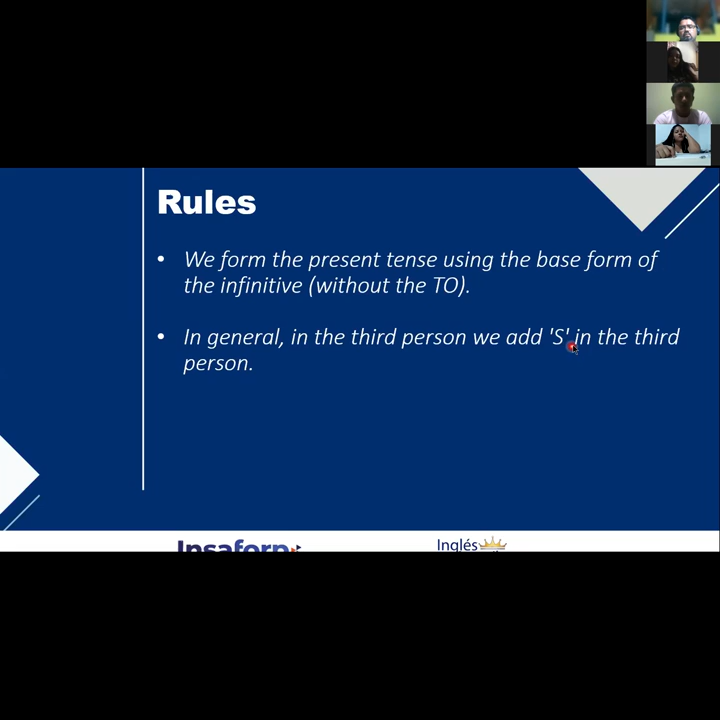 Rules
• We form the present tense using the base form of
the infinitive (without the TO).
• In general, in the third person we add 'S' in the third
person.
Insaforp
Inglés